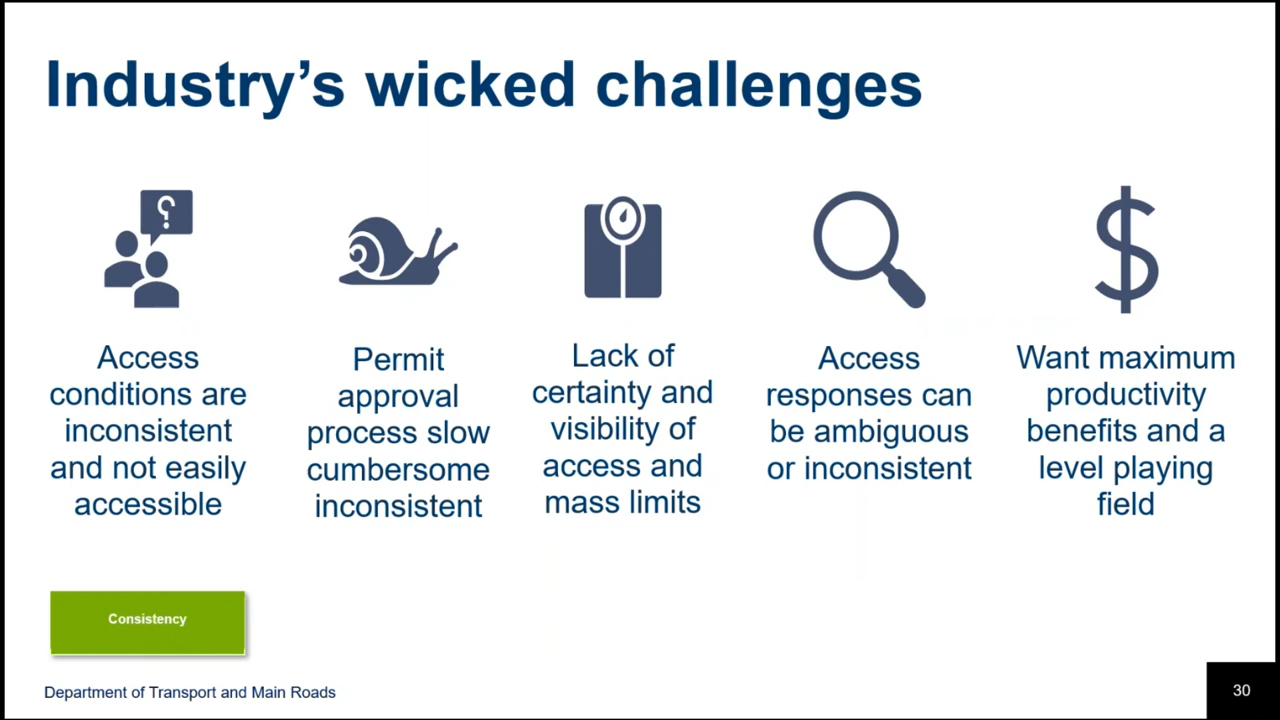 Industry’s wicked challenges
Access
conditions are
inconsistent
and not easily
accessible
Permit
approval
process slow
cumbersome
inconsistent
Lack of
certainty and
visibility of
access and
mass limits
Access
responses can
be ambiguous
or inconsistent
Want maximum
productivity
benefits and a
level playing
field
Consistency
Department of Transport and Main Roads
30